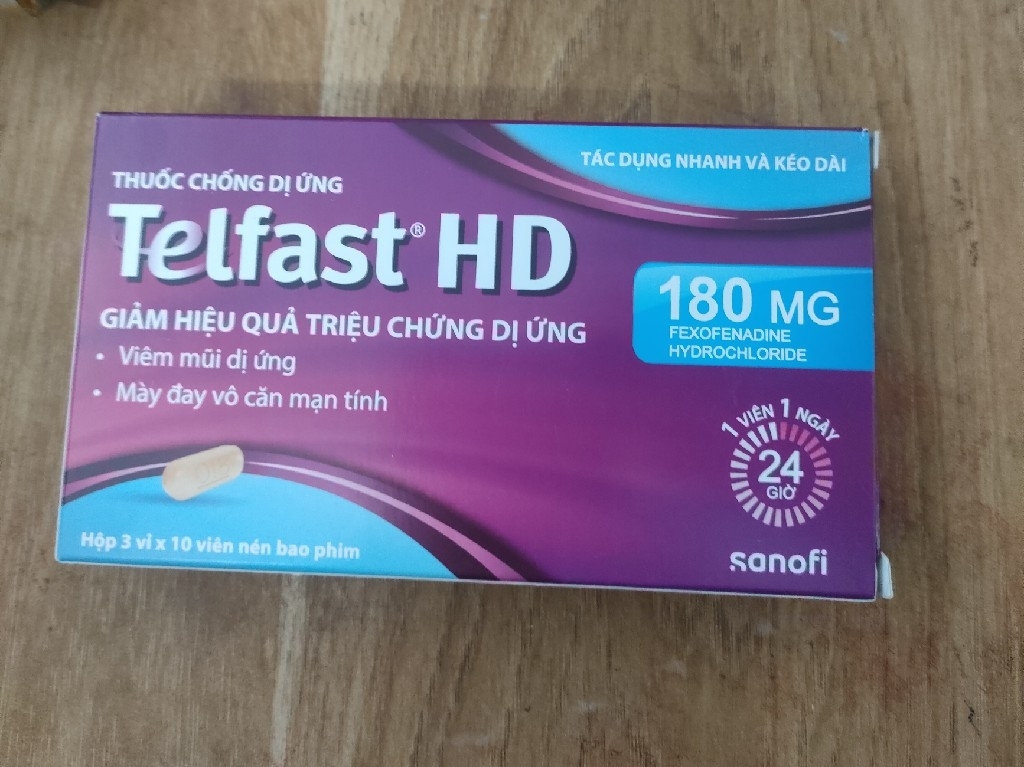 TÁC DỤNG NHANH VÀ KÉO DÀI
THUỐC CHỐNG DỊ ỨNG
Telfast® HD
180 MG
FEXOFENADINE
HYDROCHLORIDE
GIẢM HIỆU QUẢ TRIỆU CHỨNG DỊ ỨNG
• Viêm mũi dị ứng
• Mày đay vô căn mạn tính
1 VIÊN 1 NGÀY
24
GIỜ
Hộp 3 vỉ x 10 viên nén bao phim
sanofi